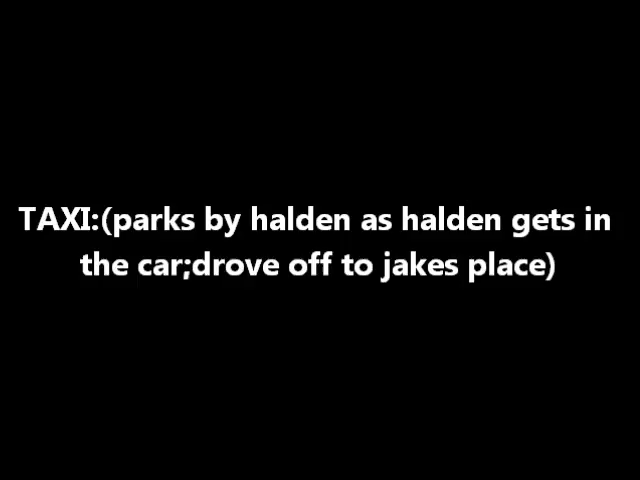 TAXI:(parks by halden as halden gets in
the car;drove off to jakes place)